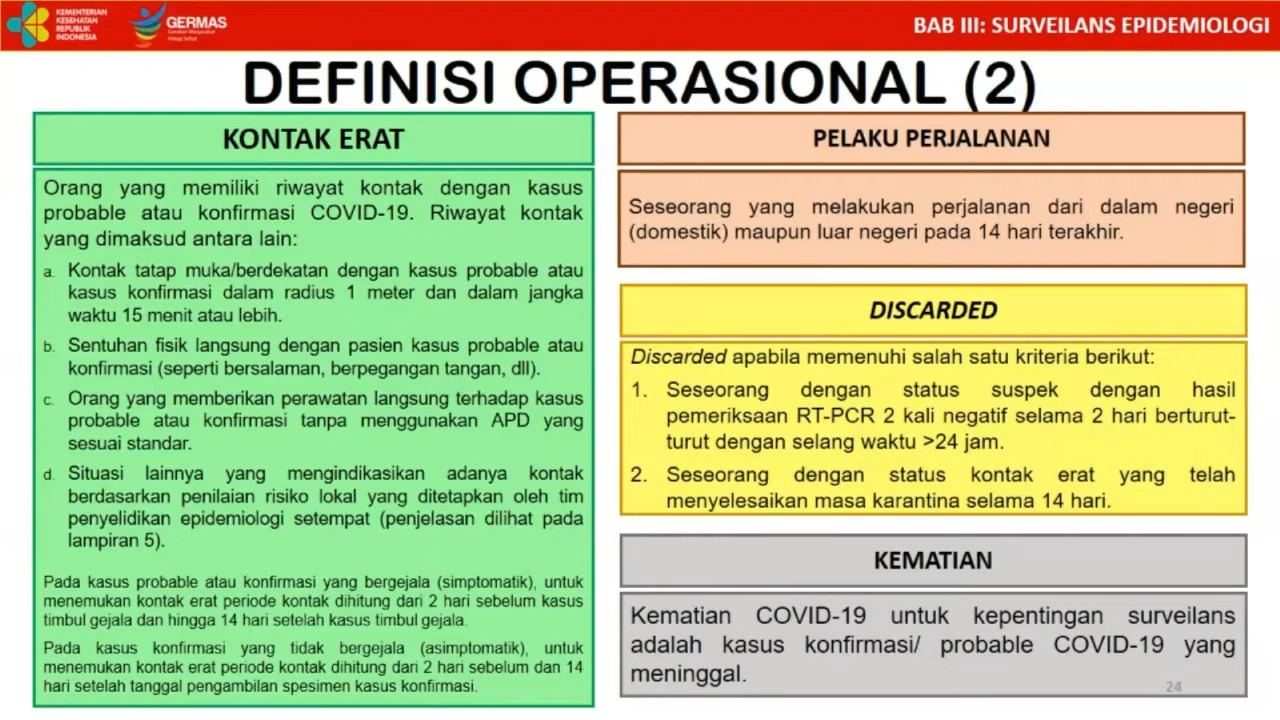 KEMENTERIAN
KESEHATAN
REPUBLIK
INDONESIA
GERMAS
Gerakan Masyarakat
Hidup Sehat
BAB III: SURVEILANS EPIDEMIOLOGI
DEFINISI OPERASIONAL (2)
KONTAK ERAT
Orang yang memiliki riwayat kontak dengan kasus
probable atau konfirmasi COVID-19. Riwayat kontak
yang dimaksud antara lain:
a. Kontak tatap muka/berdekatan dengan kasus probable atau
kasus konfirmasi dalam radius 1 meter dan dalam jangka
waktu 15 menit atau lebih.
b. Sentuhan fisik langsung dengan pasien kasus probable atau
konfirmasi (seperti bersalaman, berpegangan tangan, dll).
c. Orang yang memberikan perawatan langsung terhadap kasus
probable atau konfirmasi tanpa menggunakan APD yang
sesuai standar.
d. Situasi lainnya yang mengindikasikan adanya kontak
berdasarkan penilaian risiko lokal yang ditetapkan oleh tim
penyelidikan epidemiologi setempat (penjelasan dilihat pada
lampiran 5).
Pada kasus probable atau konfirmasi yang bergejala (simptomatik), untuk
menemukan kontak erat periode kontak dihitung dari 2 hari sebelum kasus
timbul gejala dan hingga 14 hari setelah kasus timbul gejala.
Pada kasus konfirmasi yang tidak bergejala (asimptomatik), untuk
menemukan kontak erat periode kontak dihitung dari 2 hari sebelum dan 14
hari setelah tanggal pengambilan spesimen kasus konfirmasi.
PELAKU PERJALANAN
Seseorang yang melakukan perjalanan dari dalam negeri
(domestik) maupun luar negeri pada 14 hari terakhir.
DISCARDED
Discarded apabila memenuhi salah satu kriteria berikut:
1. Seseorang dengan status suspek dengan hasil
pemeriksaan RT-PCR 2 kali negatif selama 2 hari berturut-
turut dengan selang waktu >24 jam.
2. Seseorang dengan status kontak erat yang telah
menyelesaikan masa karantina selama 14 hari.
KEMATIAN
Kematian COVID-19 untuk kepentingan surveilans
adalah kasus konfirmasi/ probable COVID-19 yang
meninggal.
24